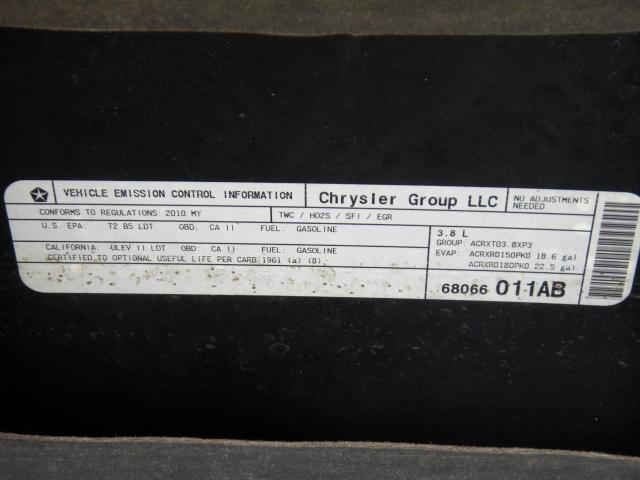 VEHICLE EMISSION CONTROL INFORMATION Chrysler Group LLC NO ADJUSTMENTS NEEDED
CONFORMS TO REGULATIONS: 2010 MY TWC / HO2S / SFI / EGR
U.S. EPA: T2 B5 LDT OBD: CA II FUEL: GASOLINE
CALIFORNIA: ULEV II LDT OBD: CA II FUEL: GASOLINE
CERTIFIED TO OPTIONAL USEFUL LIFE PER CARB 1961 (a) (8).
3.8 L
GROUP: ACRXT03.8XP3
EVAP: ACRXR0150PK0 18.6 gal
ACRXR0180PK0 22.5 gal
68066 011AB